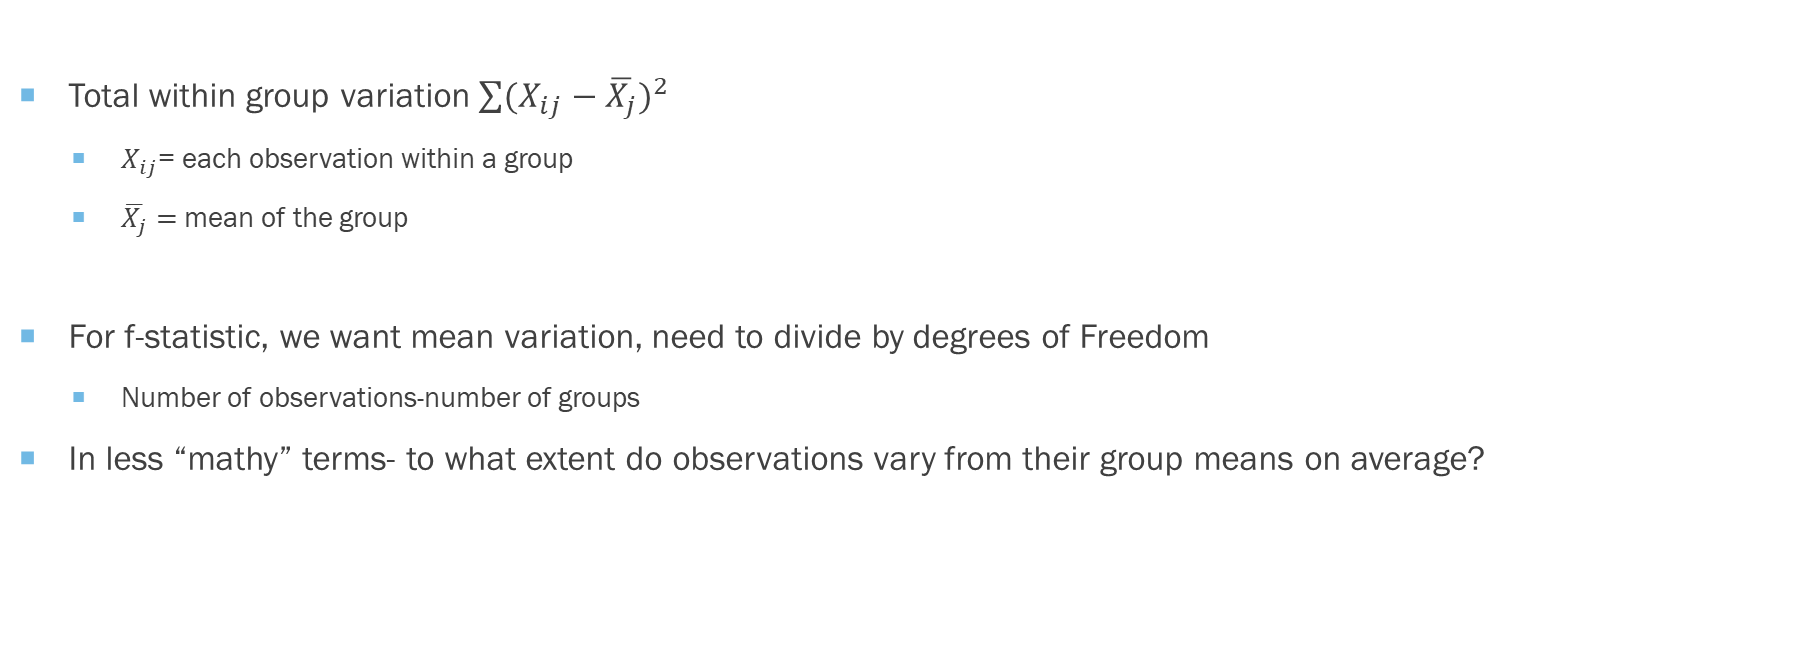 Total within group variation ∑(X_ij − X̄_j)²
X_ij= each observation within a group
X̄_j = mean of the group
For f-statistic, we want mean variation, need to divide by degrees of Freedom
Number of observations-number of groups
In less “mathy” terms- to what extent do observations vary from their group means on average?